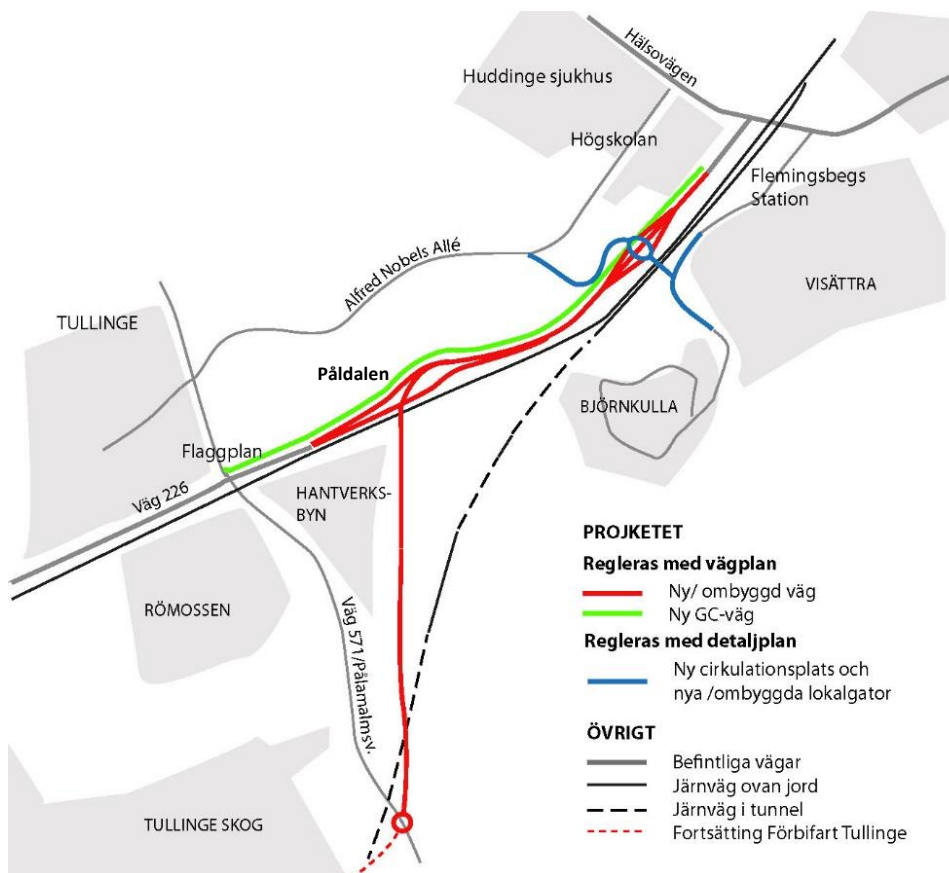 Hälsovägen
Huddinge sjukhus
Högskolan
Flemingsbegs
Station
Alfred Nobels Allé
VISÄTTRA
TULLINGE
Påldalen
BJÖRNKULLA
Flaggplan
Väg 226
HANTVERKS-
BYN
RÖMOSSEN
Väg 571/Pålamalmsv.
TULLINGE SKOG
PROJKETET
Regleras med vägplan
Ny/ ombyggd väg
Ny GC-väg
Regleras med detaljplan
Ny cirkulationsplats och
nya /ombyggda lokalgator
ÖVRIGT
Befintliga vägar
Järnväg ovan jord
Järnväg i tunnel
Fortsätting Förbifart Tullinge